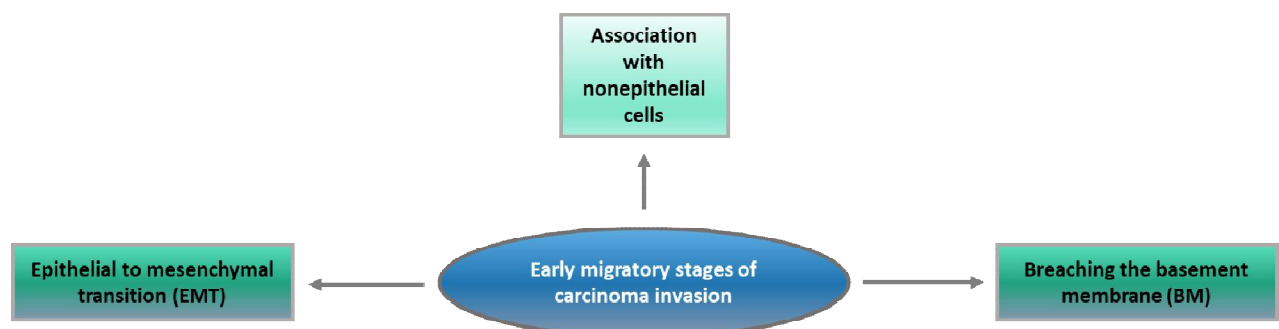 Association
with
nonepithelial
cells
Epithelial to mesenchymal
transition (EMT)
Early migratory stages of
carcinoma invasion
Breaching the basement
membrane (BM)